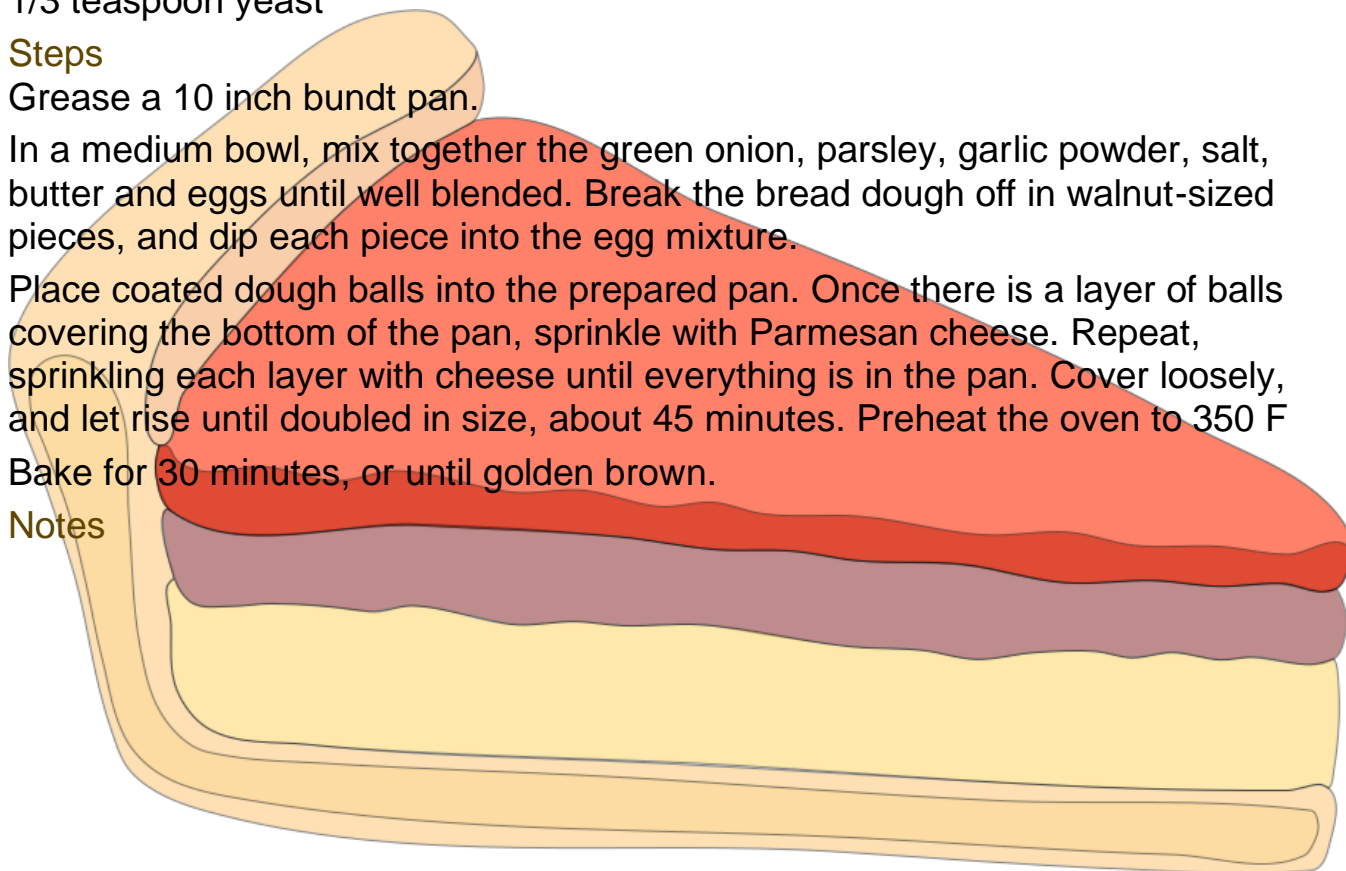 1/3 teaspoon yeast
Steps
Grease a 10 inch bundt pan.
In a medium bowl, mix together the green onion, parsley, garlic powder, salt,
butter and eggs until well blended. Break the bread dough off in walnut-sized
pieces, and dip each piece into the egg mixture.
Place coated dough balls into the prepared pan. Once there is a layer of balls
covering the bottom of the pan, sprinkle with Parmesan cheese. Repeat,
sprinkling each layer with cheese until everything is in the pan. Cover loosely,
and let rise until doubled in size, about 45 minutes. Preheat the oven to 350 F
Bake for 30 minutes, or until golden brown.
Notes